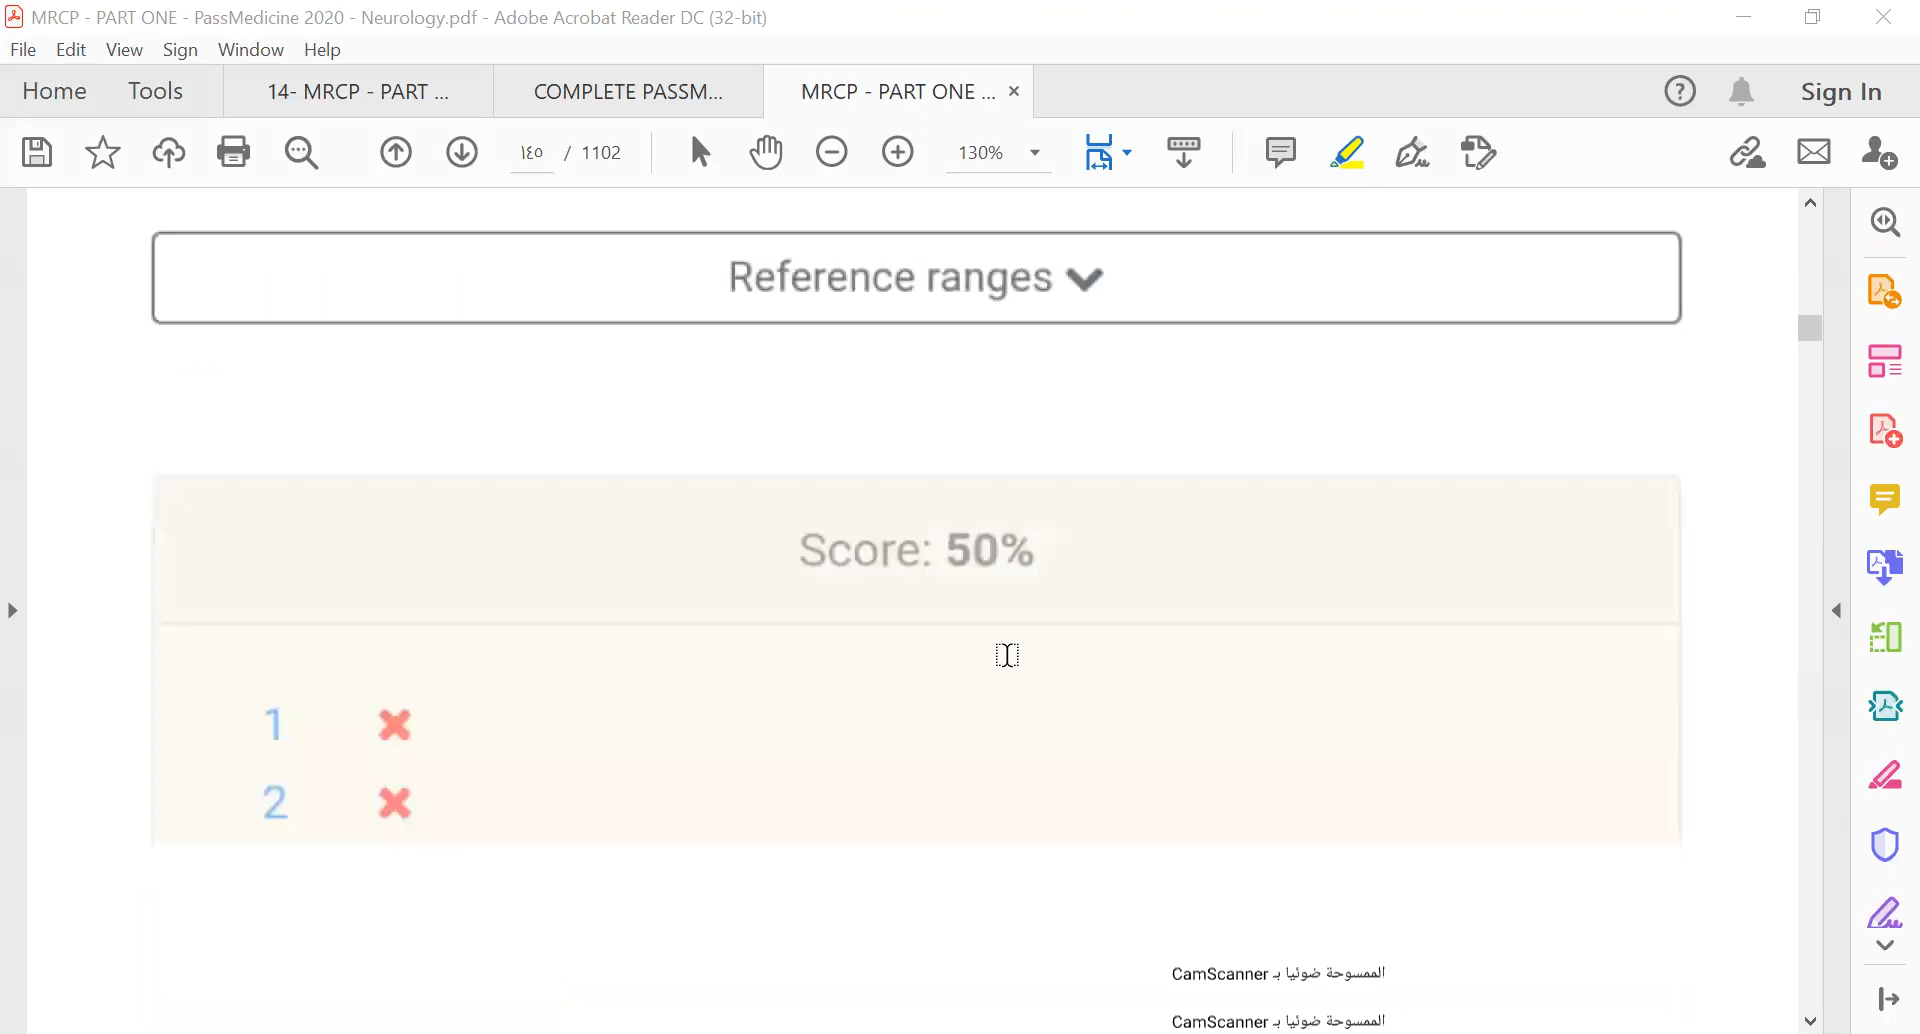 MRCP - PART ONE - PassMedicine 2020 - Neurology.pdf - Adobe Acrobat Reader DC (32-bit)
File Edit View Sign Window Help
Home Tools 14- MRCP - PART ... COMPLETE PASSM... MRCP - PART ONE ... × Sign In
١٤٥ / 1102 130%
Reference ranges
Score: 50%
1
2
الممسوحة ضوئيا بـ CamScanner
الممسوحة ضوئيا بـ CamScanner